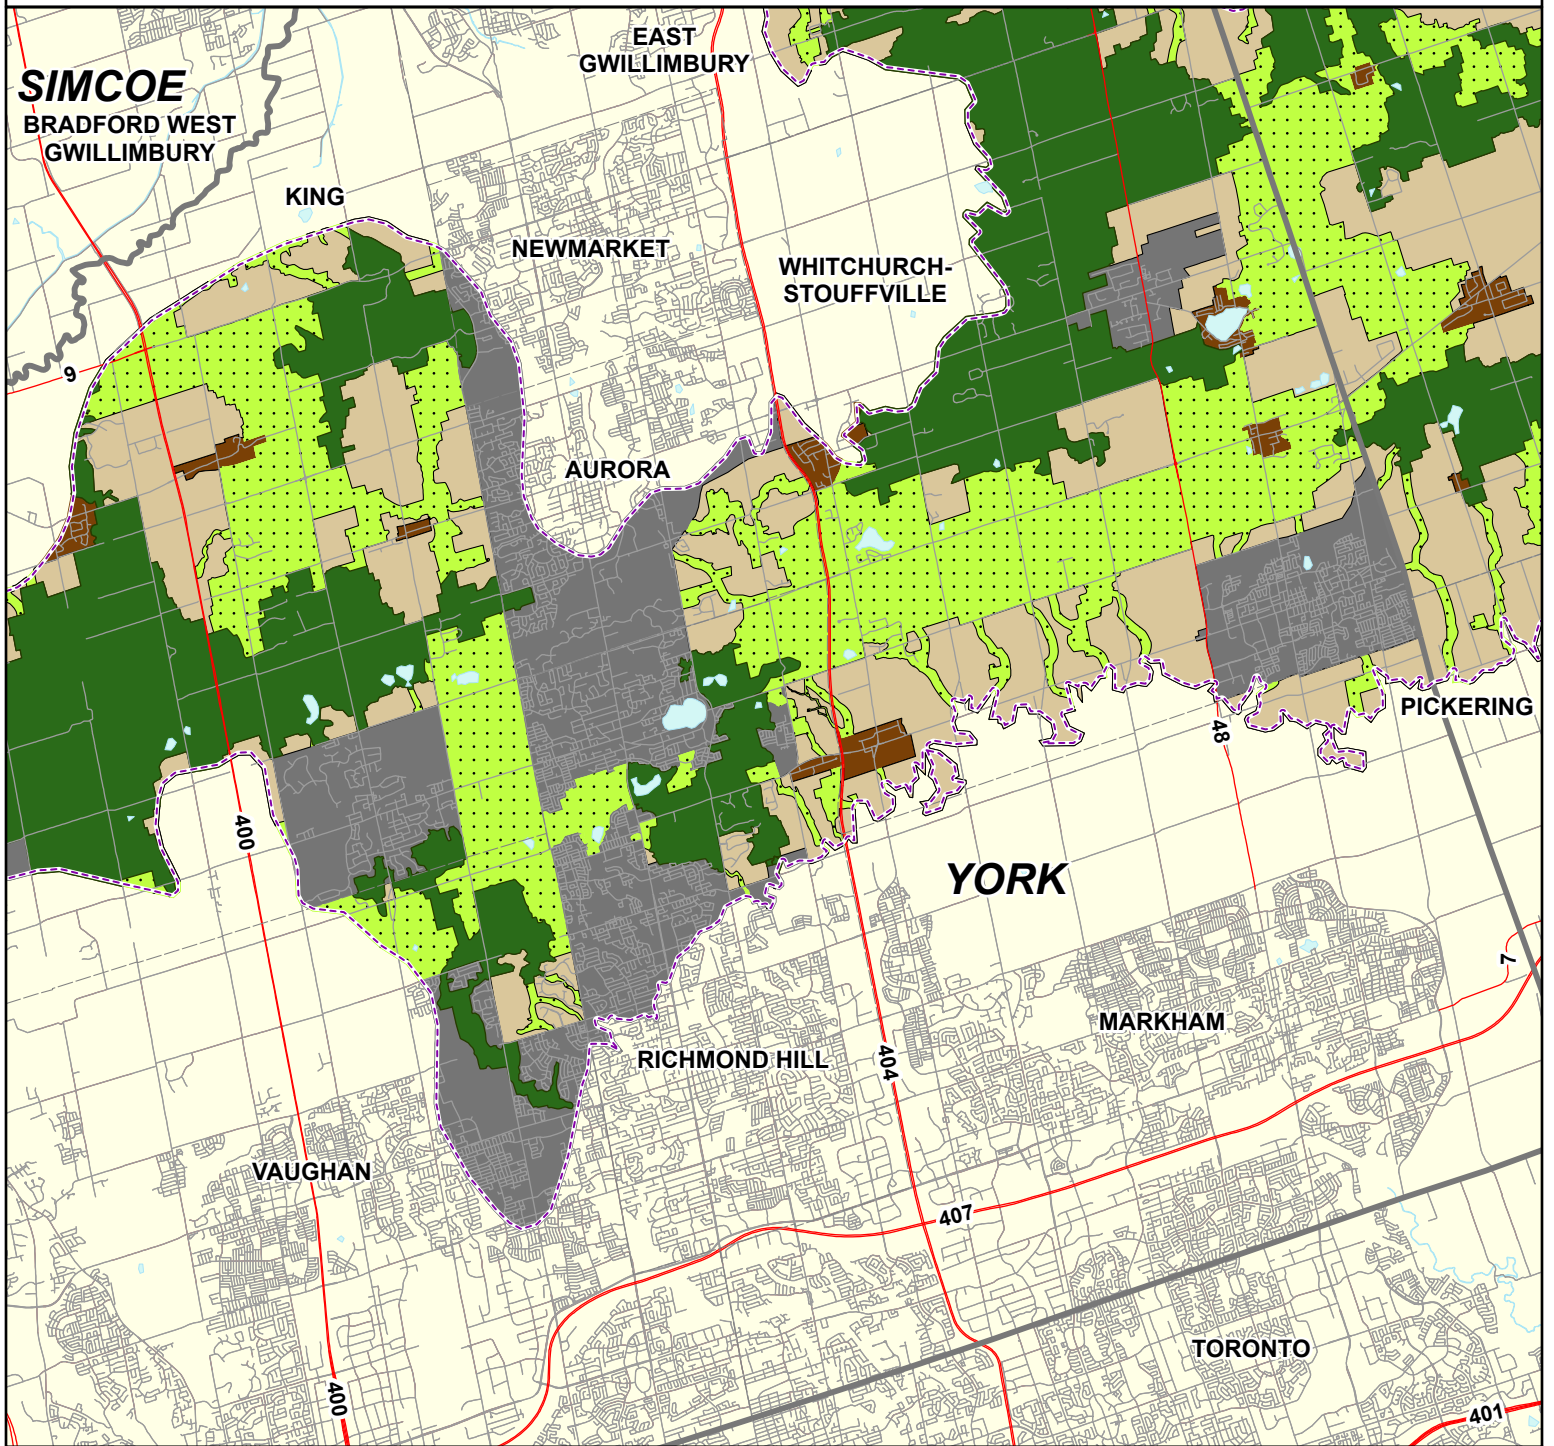 EAST
GWILLIMBURY
SIMCOE
BRADFORD WEST
GWILLIMBURY
KING
NEWMARKET
WHITCHURCH-
STOUFFVILLE
9
AURORA
PICKERING
48
400
YORK
7
MARKHAM
RICHMOND HILL
404
VAUGHAN
407
TORONTO
400
401